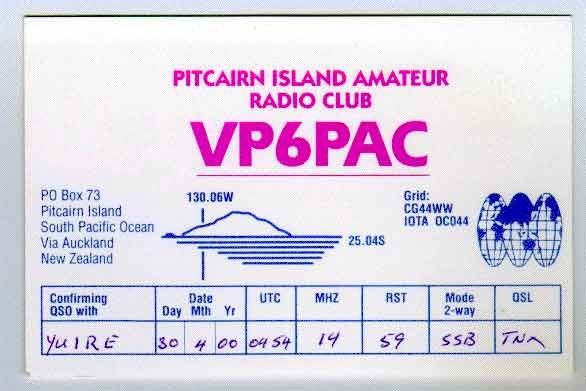 PITCAIRN ISLAND AMATEUR
RADIO CLUB
VP6PAC
PO Box 73
Pitcairn Island
South Pacific Ocean
Via Auckland
New Zealand
130.06W
25.04S
Grid:
CG44WW
IOTA OC044
Confirming QSO with Date Day Mth Yr UTC MHZ RST Mode 2-way QSL
YU1RE 30 4 00 0454 14 59 SSB TNX